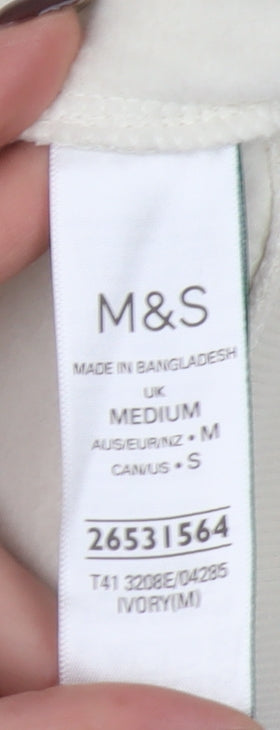 M&S
MADE IN BANGLADESH
UK
MEDIUM
AUS/EUR/NZ • M
CAN/US • S
26531564
T41 3208E/04285
IVORY(M)